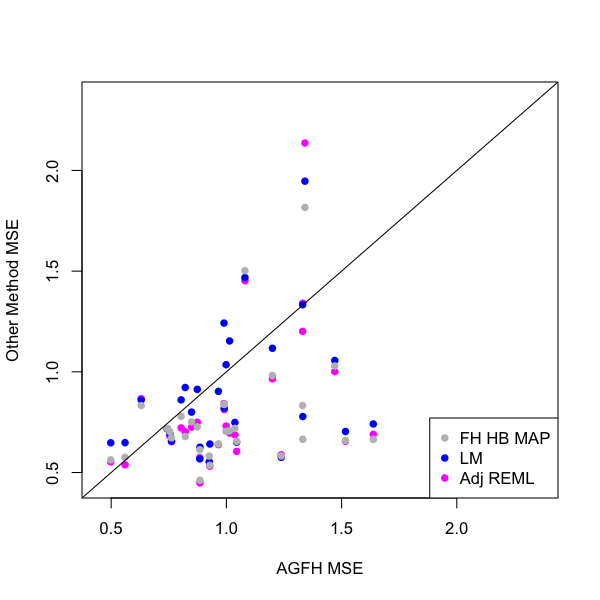 Other Method MSE
2.0
1.5
1.0
0.5
FH HB MAP
LM
Adj REML
0.5 1.0 1.5 2.0
AGFH MSE